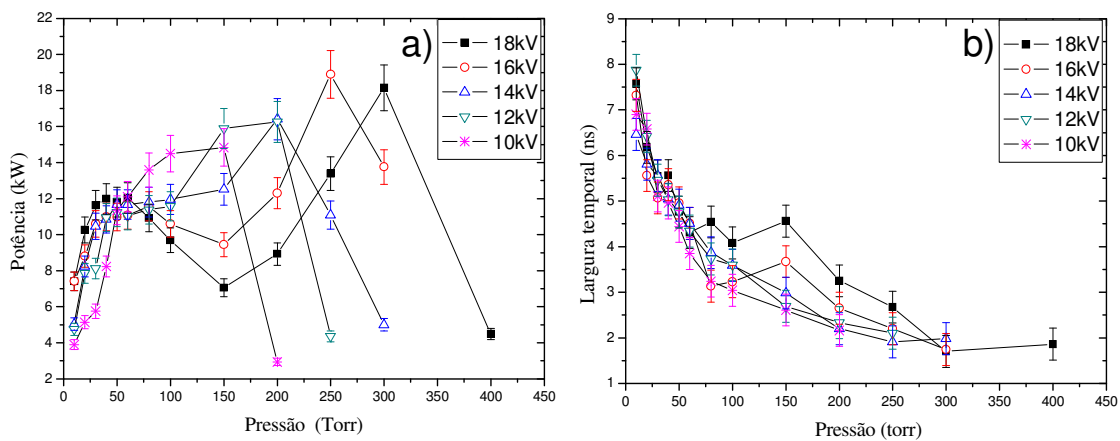 a)
18kV
16kV
14kV
12kV
10kV
Potência (kW)
22
20
18
16
14
12
10
8
6
4
2
0 50 100 150 200 250 300 350 400 450
Pressão (Torr)
b)
18kV
16kV
14kV
12kV
10kV
Largura temporal (ns)
9
8
7
6
5
4
3
2
1
0 50 100 150 200 250 300 350 400 450
Pressão (torr)